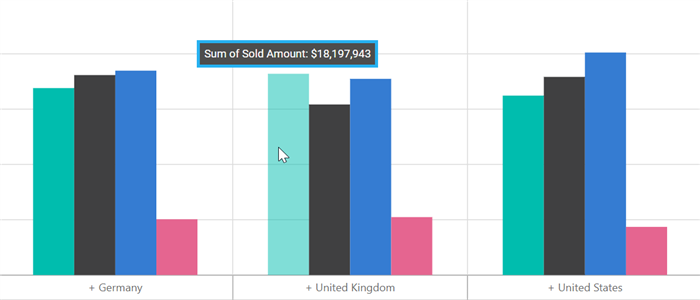 Sum of Sold Amount: $18,197,943
+ Germany
+ United Kingdom
+ United States